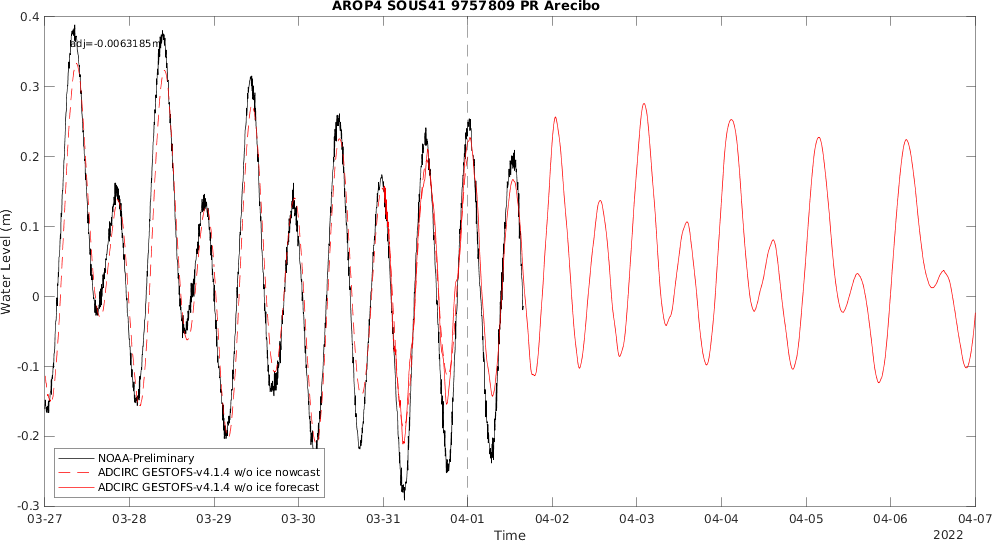 AROP4 SOUS41 9757809 PR Arecibo
adj=-0.0063185m
Water Level (m)
0.4
0.3
0.2
0.1
0
-0.1
-0.2
-0.3
NOAA-Preliminary
ADCIRC GESTOFS-v4.1.4 w/o ice nowcast
ADCIRC GESTOFS-v4.1.4 w/o ice forecast
03-27 03-28 03-29 03-30 03-31 04-01 04-02 04-03 04-04 04-05 04-06 04-07
Time
2022